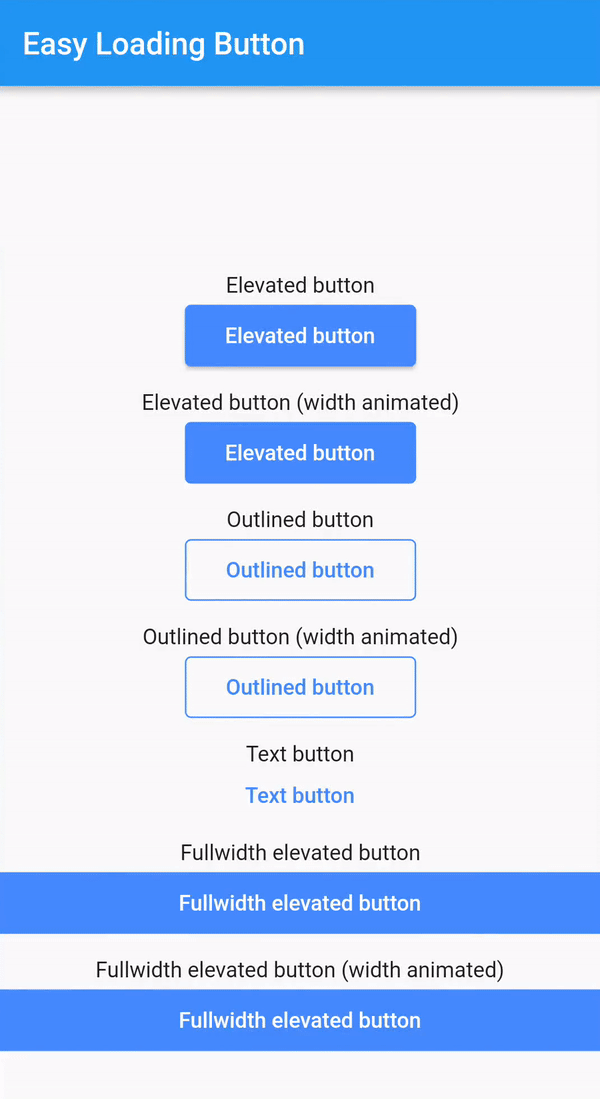 Easy Loading Button
Elevated button
Elevated button
Elevated button (width animated)
Elevated button
Outlined button
Outlined button
Outlined button (width animated)
Outlined button
Text button
Text button
Fullwidth elevated button
Fullwidth elevated button
Fullwidth elevated button (width animated)
Fullwidth elevated button